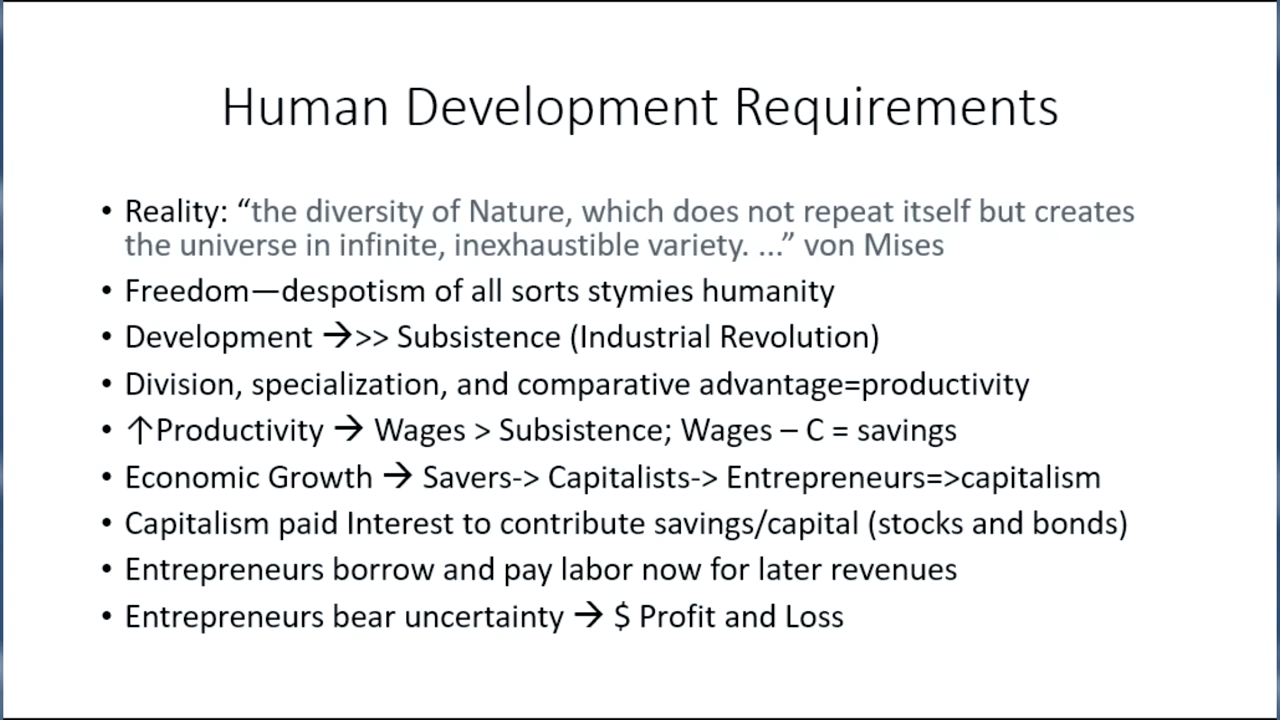 Human Development Requirements
• Reality: “the diversity of Nature, which does not repeat itself but creates
the universe in infinite, inexhaustible variety. ...” von Mises
• Freedom—despotism of all sorts stymies humanity
• Development →>> Subsistence (Industrial Revolution)
• Division, specialization, and comparative advantage=productivity
• ↑Productivity → Wages > Subsistence; Wages – C = savings
• Economic Growth → Savers-> Capitalists-> Entrepreneurs=>capitalism
• Capitalism paid Interest to contribute savings/capital (stocks and bonds)
• Entrepreneurs borrow and pay labor now for later revenues
• Entrepreneurs bear uncertainty → $ Profit and Loss